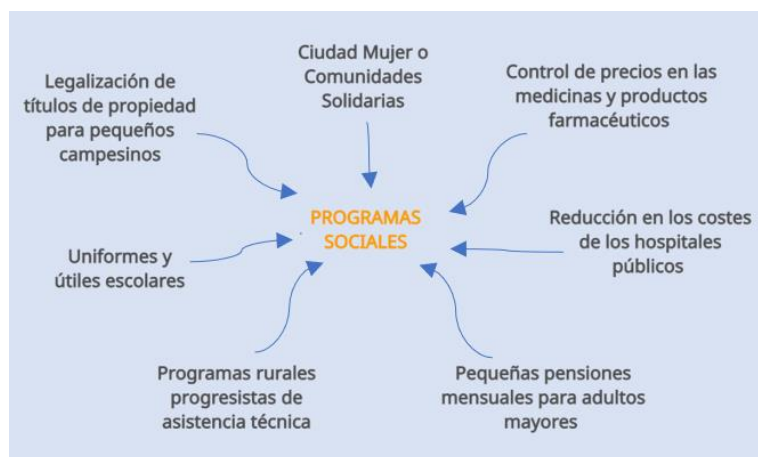 Ciudad Mujer o
Comunidades
Solidarias
Legalización de
títulos de propiedad
para pequeños
campesinos
Control de precios en las
medicinas y productos
farmacéuticos
PROGRAMAS
SOCIALES
Uniformes y
útiles escolares
Reducción en los costes
de los hospitales
públicos
Programas rurales
progresistas de
asistencia técnica
Pequeñas pensiones
mensuales para adultos
mayores